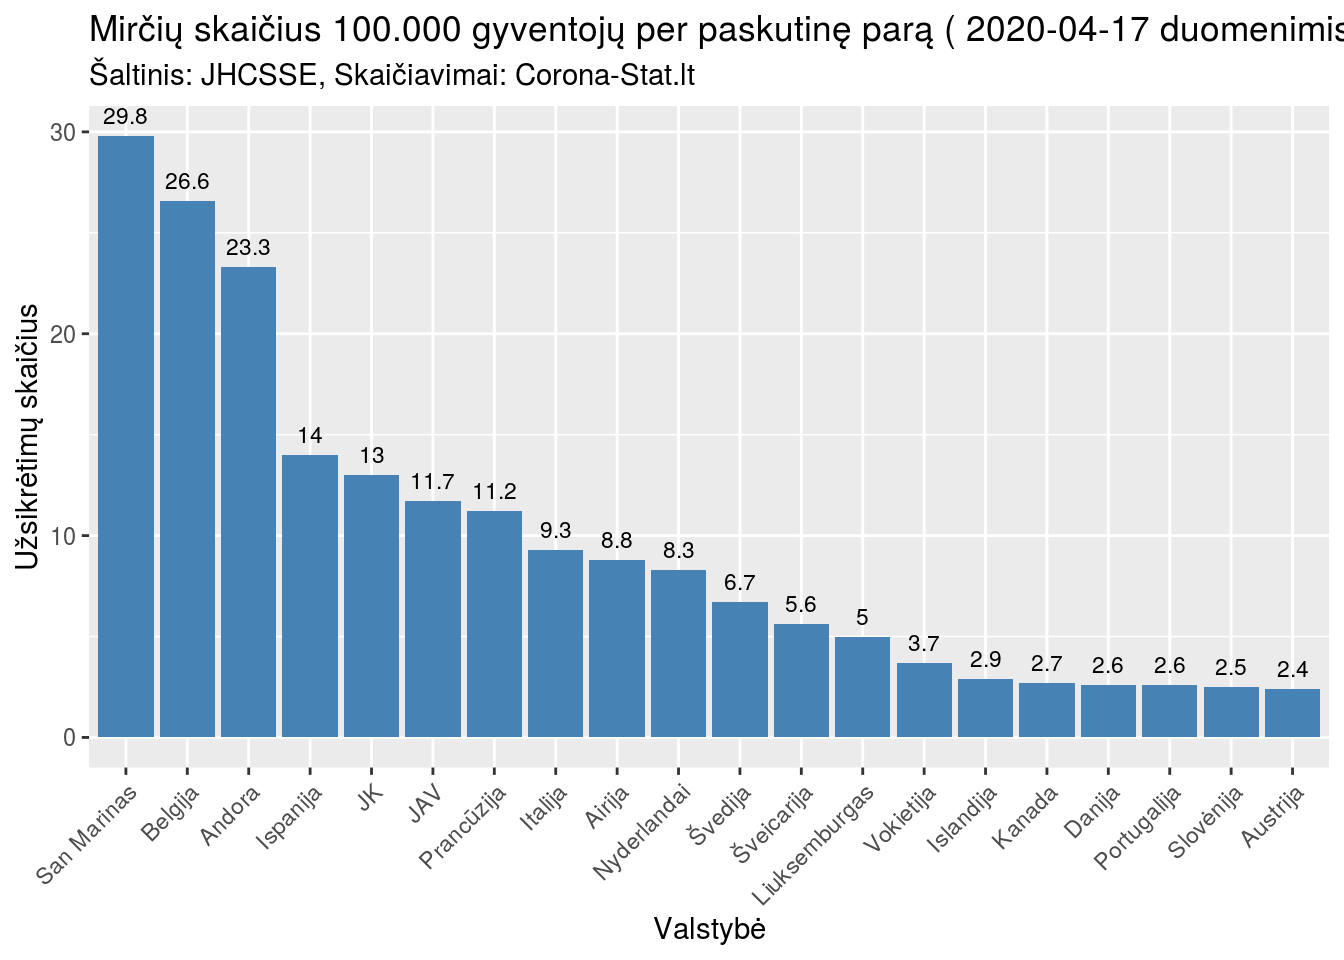 Mirčių skaičius 100.000 gyventojų per paskutinę parą ( 2020-04-17 duomenimis
Šaltinis: JHCSSE, Skaičiavimai: Corona-Stat.lt
Užsikrėtimų skaičius
30
20
10
0
29.8
26.6
23.3
14
13
11.7
11.2
9.3
8.8
8.3
6.7
5.6
5
3.7
2.9
2.7
2.6
2.6
2.5
2.4
San Marinas
Belgija
Andora
Ispanija
JK
JAV
Prancūzija
Italija
Airija
Nyderlandai
Švedija
Šveicarija
Liuksemburgas
Vokietija
Islandija
Kanada
Danija
Portugalija
Slovėnija
Austrija
Valstybė